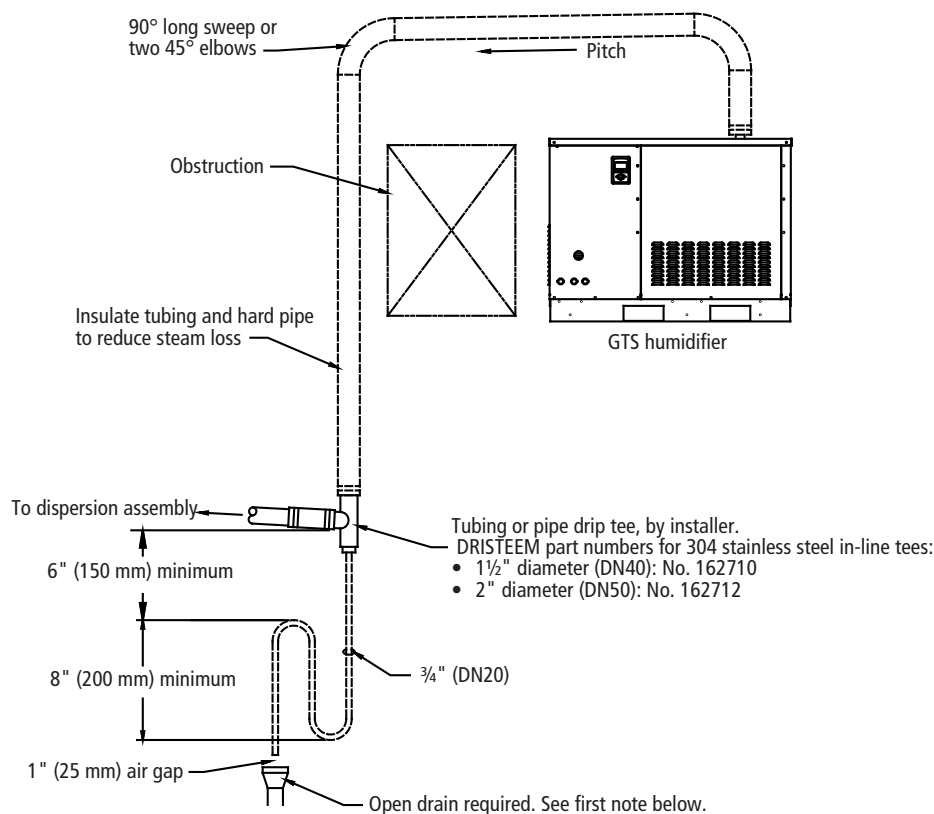 90° long sweep or
two 45° elbows
Pitch
Obstruction
Insulate tubing and hard pipe
to reduce steam loss
GTS humidifier
To dispersion assembly
Tubing or pipe drip tee, by installer.
DRISTEEM part numbers for 304 stainless steel in-line tees:
• 1½" diameter (DN40): No. 162710
• 2" diameter (DN50): No. 162712
6" (150 mm) minimum
8" (200 mm) minimum
¾" (DN20)
1" (25 mm) air gap
Open drain required. See first note below.